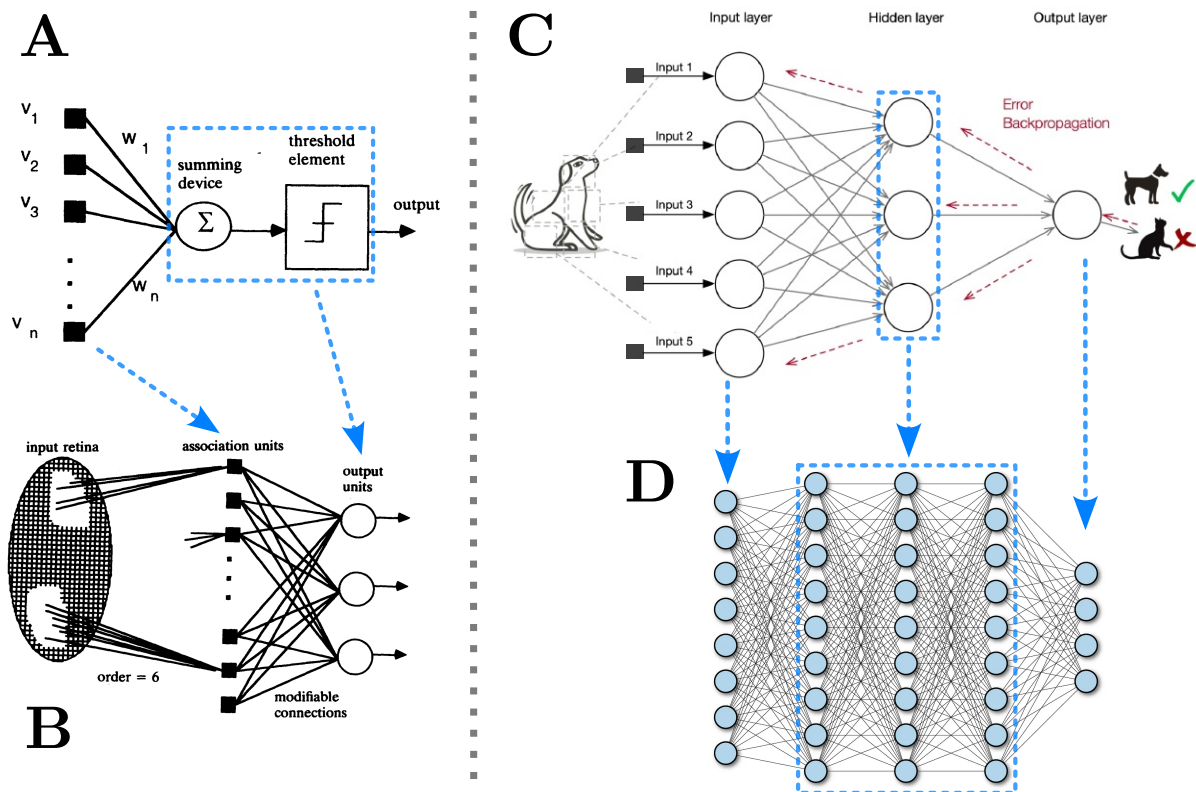 A
v1
v2
v3
vn
w1
wn
summing
device
Σ
threshold
element
output
B
input retina
association units
output
units
order = 6
modifiable
connections
C
Input layer
Hidden layer
Output layer
Input 1
Input 2
Input 3
Input 4
Input 5
Error
Backpropagation
D